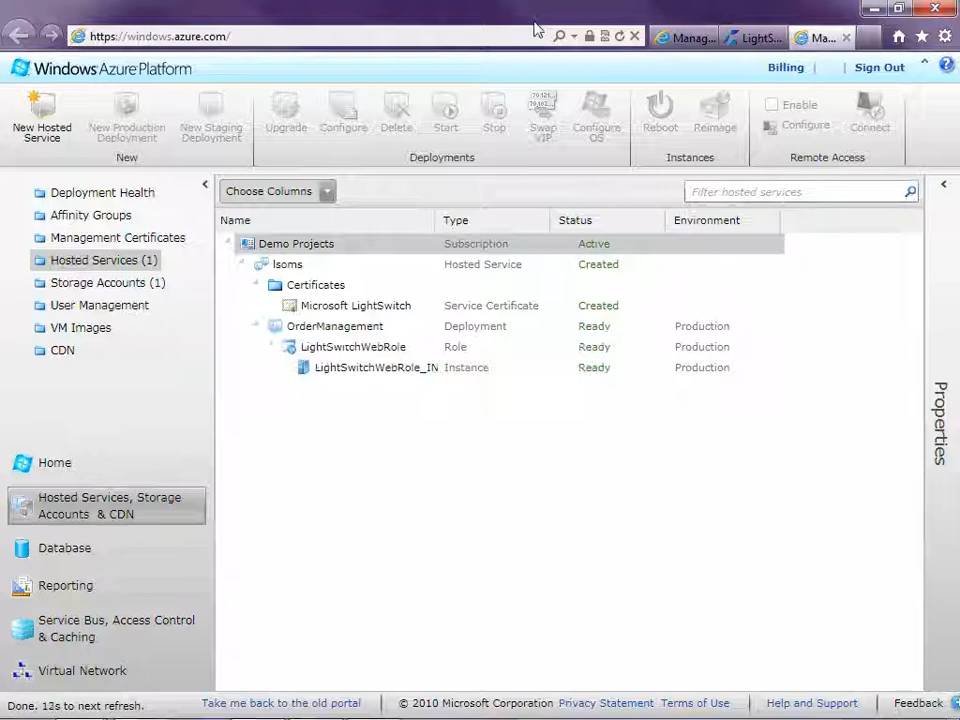 https://windows.azure.com/
Manag...
LightS...
Ma...
Windows Azure Platform
Billing
Sign Out
New Hosted
Service
New Production
Deployment
New Staging
Deployment
New
Upgrade
Configure
Delete
Start
Stop
Swap
VIP
Configure
OS
Deployments
Reboot
Reimage
Instances
Enable
Configure
Connect
Remote Access
Deployment Health
Affinity Groups
Management Certificates
Hosted Services (1)
Storage Accounts (1)
User Management
VM Images
CDN
Home
Hosted Services, Storage
Accounts & CDN
Database
Reporting
Service Bus, Access Control
& Caching
Virtual Network
Choose Columns
Filter hosted services
Name Type Status Environment
Demo Projects Subscription Active
lsoms Hosted Service Created
Certificates
Microsoft LightSwitch Service Certificate Created
OrderManagement Deployment Ready Production
LightSwitchWebRole Role Ready Production
LightSwitchWebRole_IN Instance Ready Production
Properties
Done. 12s to next refresh.
Take me back to the old portal
© 2010 Microsoft Corporation Privacy Statement Terms of Use
Help and Support
Feedback